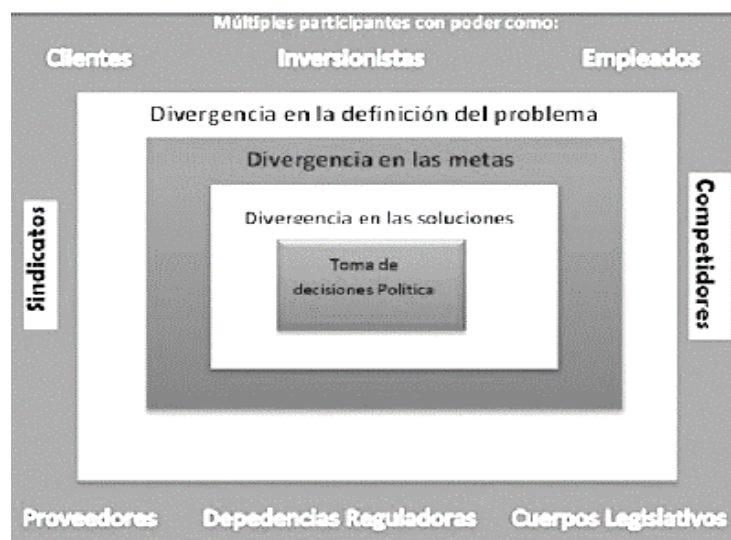 Múltiples participantes con poder como:
Clientes Inversionistas Empleados
Divergencia en la definición del problema
Divergencia en las metas
Divergencia en las soluciones
Toma de
decisiones Política
Sindicatos
Competidores
Proveedores Depedencias Reguladoras Cuerpos Legislativos